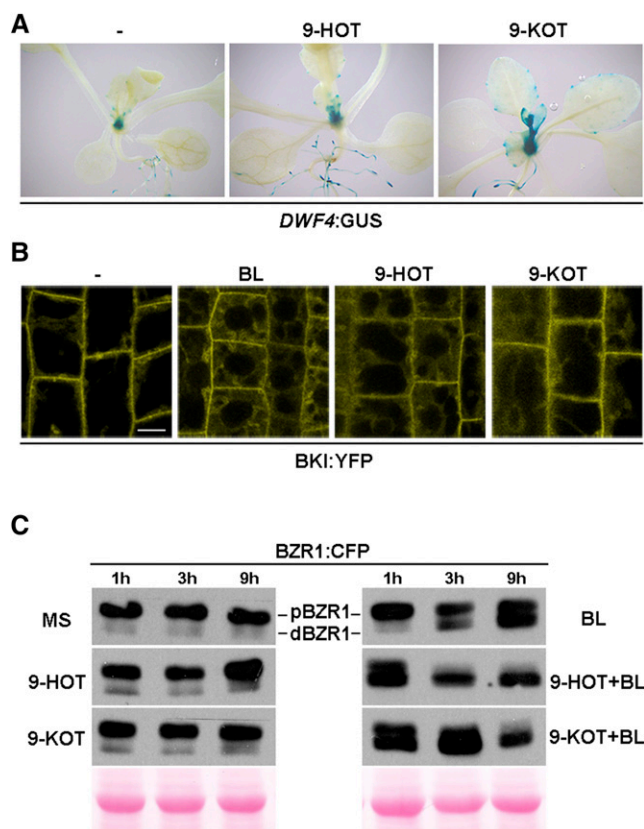 A
- 9-HOT 9-KOT
DWF4:GUS
B
- BL 9-HOT 9-KOT
BKI:YFP
C
BZR1:CFP
1h 3h 9h 1h 3h 9h
MS –pBZR1– BL
–dBZR1–
9-HOT 9-HOT+BL
9-KOT 9-KOT+BL